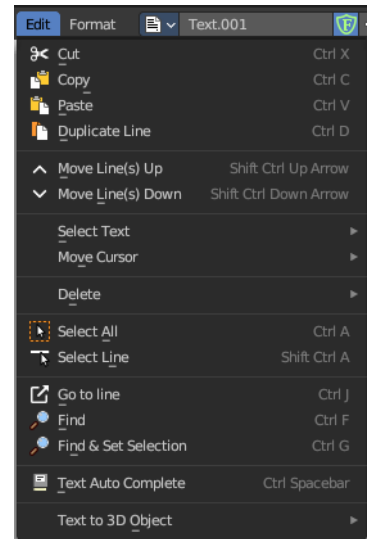 Edit Format Text.001
Cut Ctrl X
Copy Ctrl C
Paste Ctrl V
Duplicate Line Ctrl D
Move Line(s) Up Shift Ctrl Up Arrow
Move Line(s) Down Shift Ctrl Down Arrow
Select Text
Move Cursor
Delete
Select All Ctrl A
Select Line Shift Ctrl A
Go to line Ctrl J
Find Ctrl F
Find & Set Selection Ctrl G
Text Auto Complete Ctrl Spacebar
Text to 3D Object